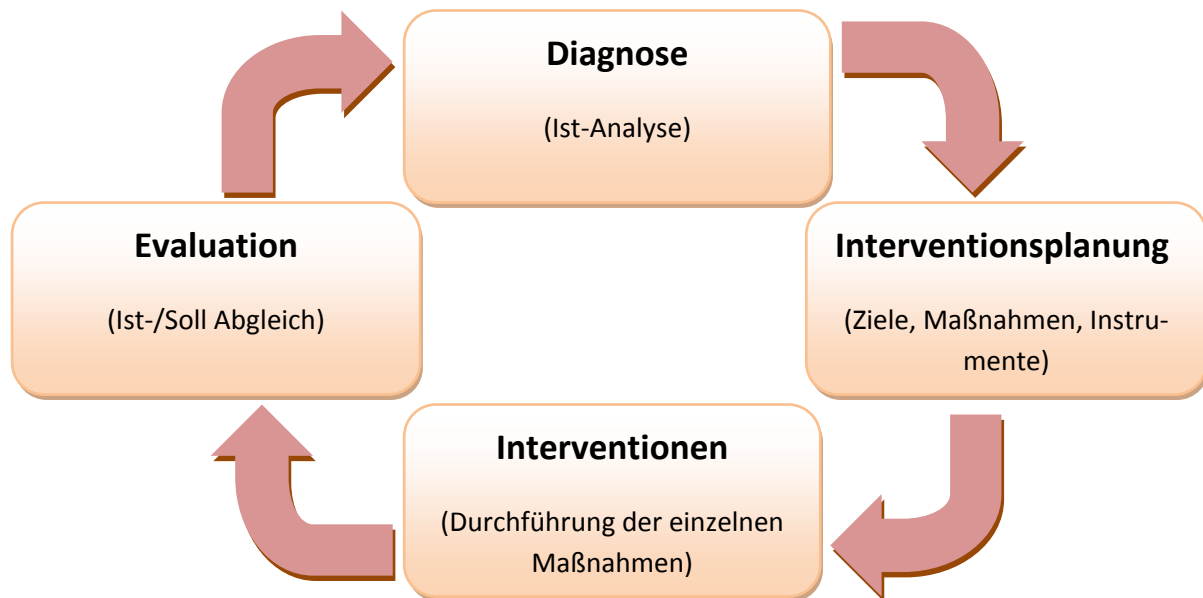 Diagnose
(Ist-Analyse)
Evaluation
(Ist-/Soll Abgleich)
Interventionsplanung
(Ziele, Maßnahmen, Instru-
mente)
Interventionen
(Durchführung der einzelnen
Maßnahmen)